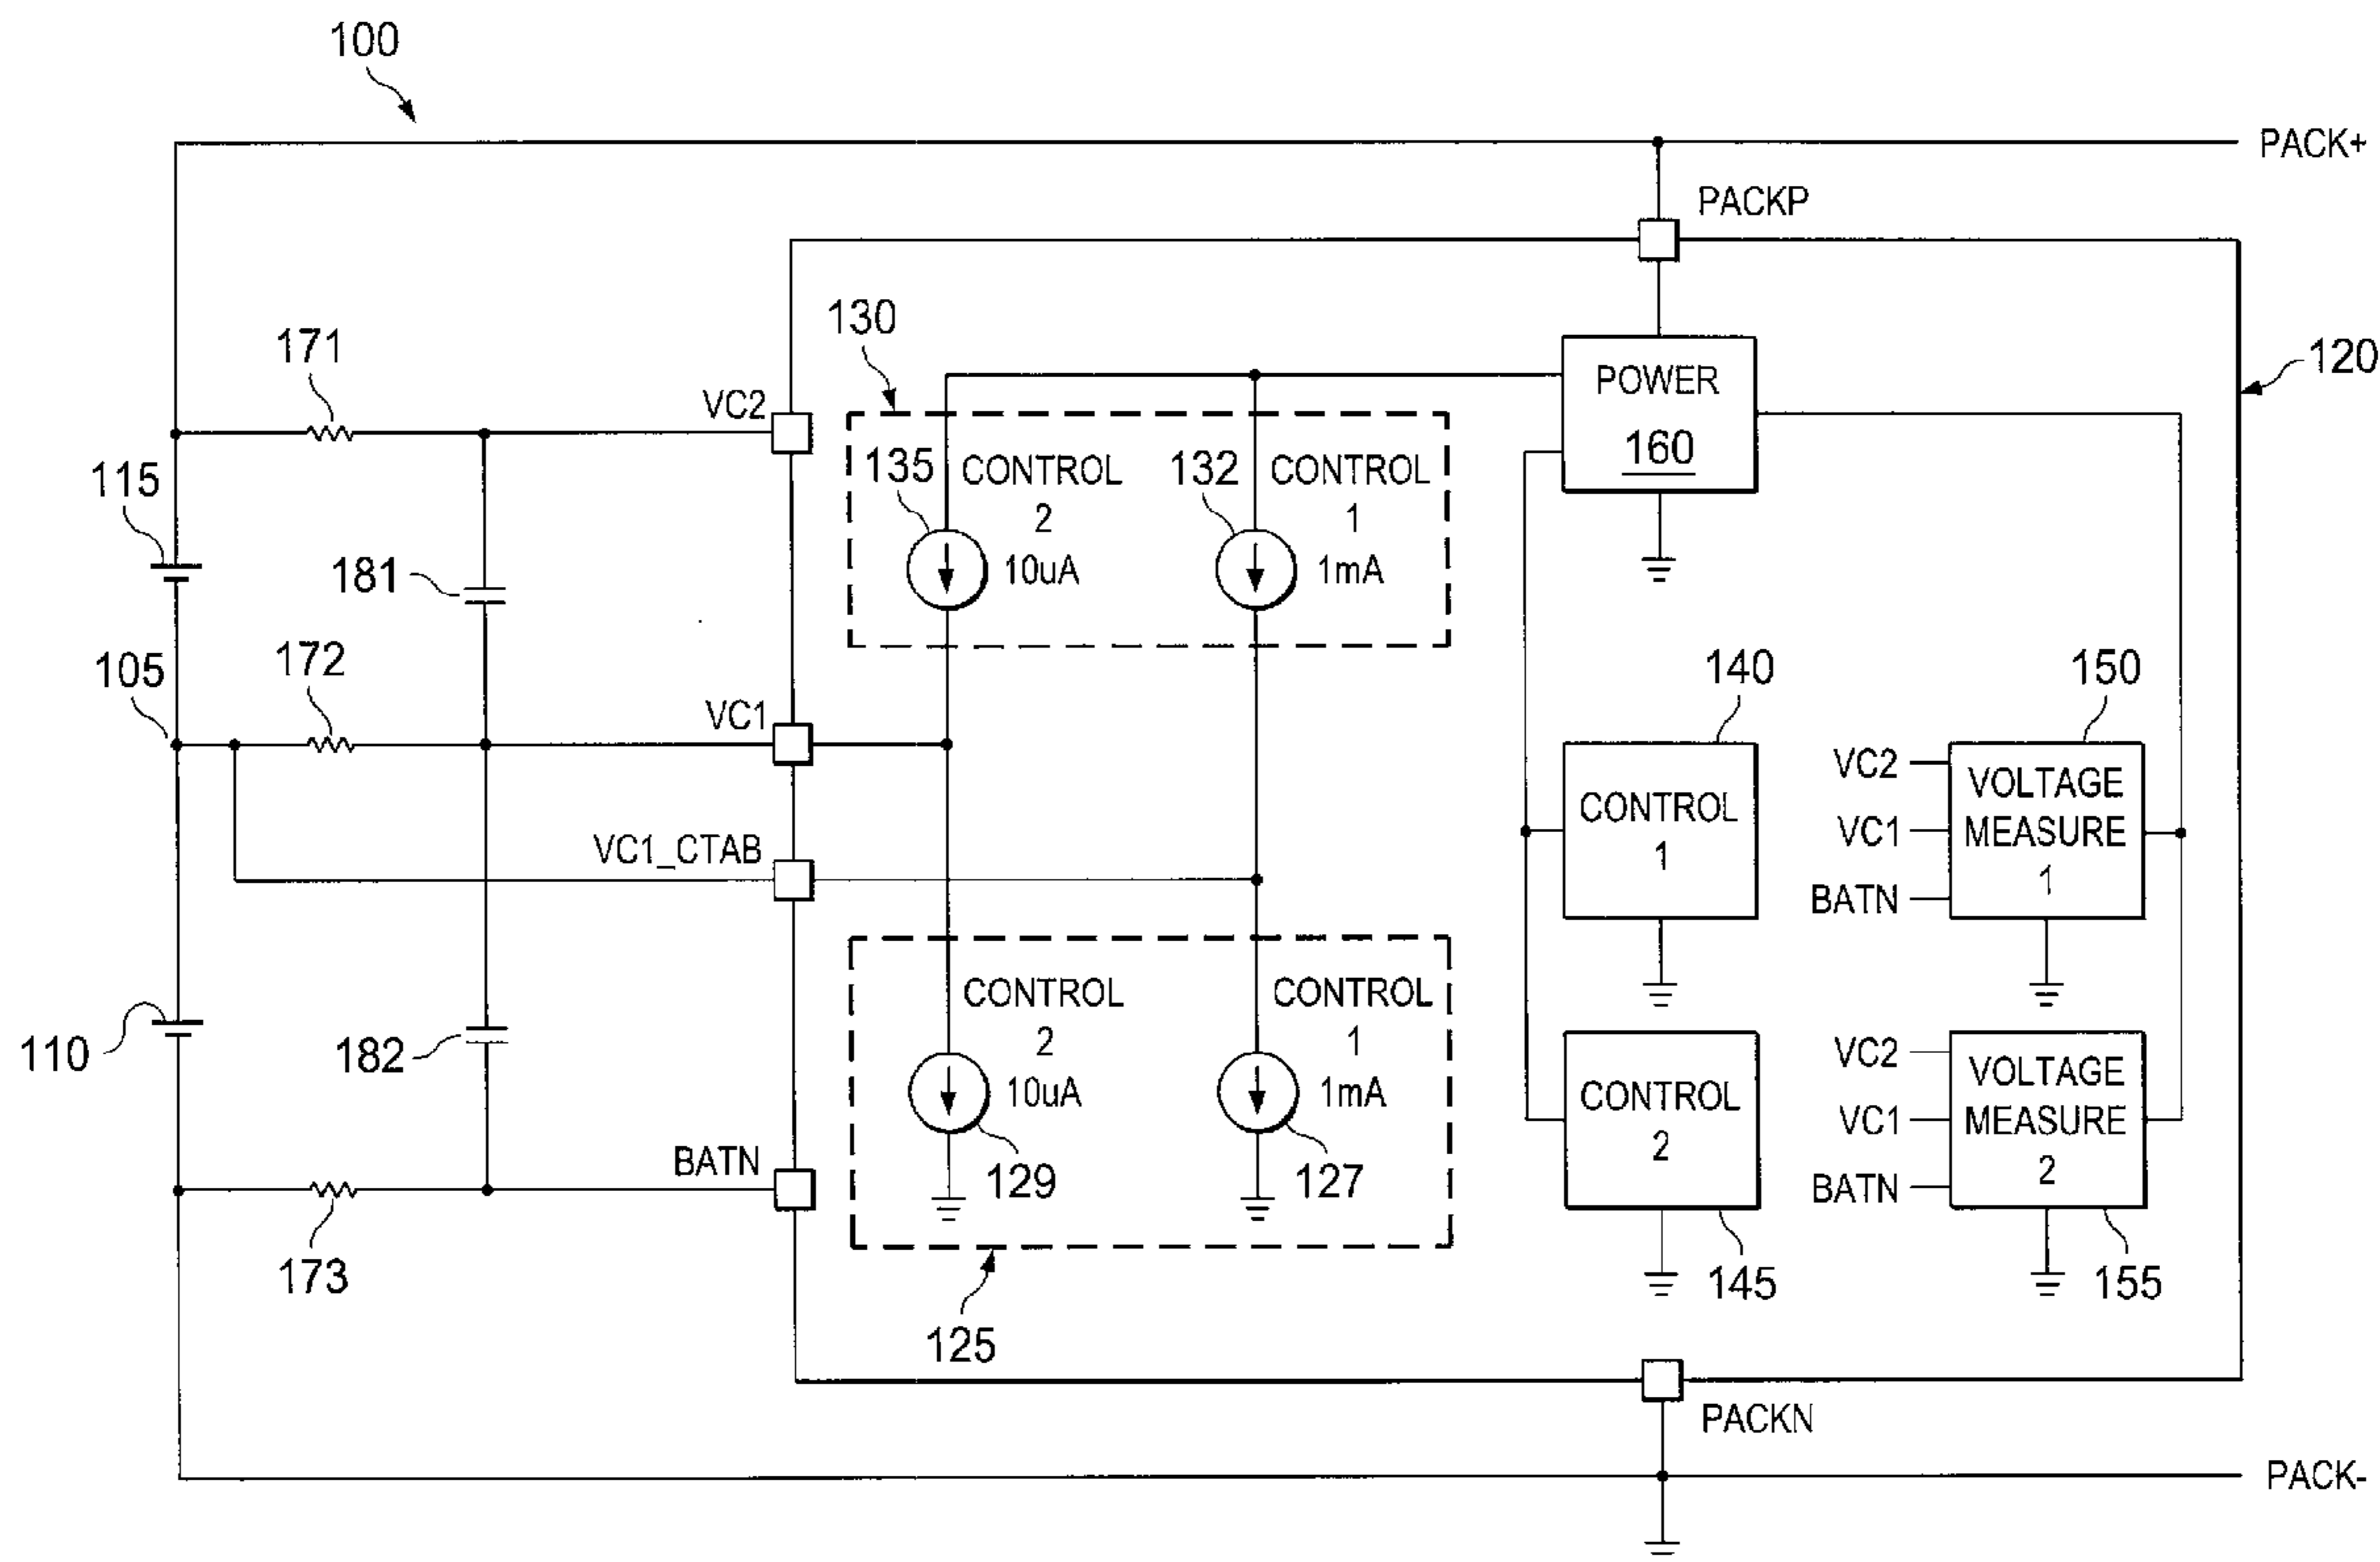 100
PACK+
PACKP
130
120
171
VC2
POWER
160
115
135
CONTROL
2
10uA
132
CONTROL
1
1mA
181
105
172
VC1
140
150
CONTROL
1
VC2
VC1
BATN
VOLTAGE
MEASURE
1
VC1_CTAB
110
182
CONTROL
2
10uA
CONTROL
1
1mA
129
127
CONTROL
2
145
VC2
VC1
BATN
VOLTAGE
MEASURE
2
155
BATN
173
125
PACKN
PACK-